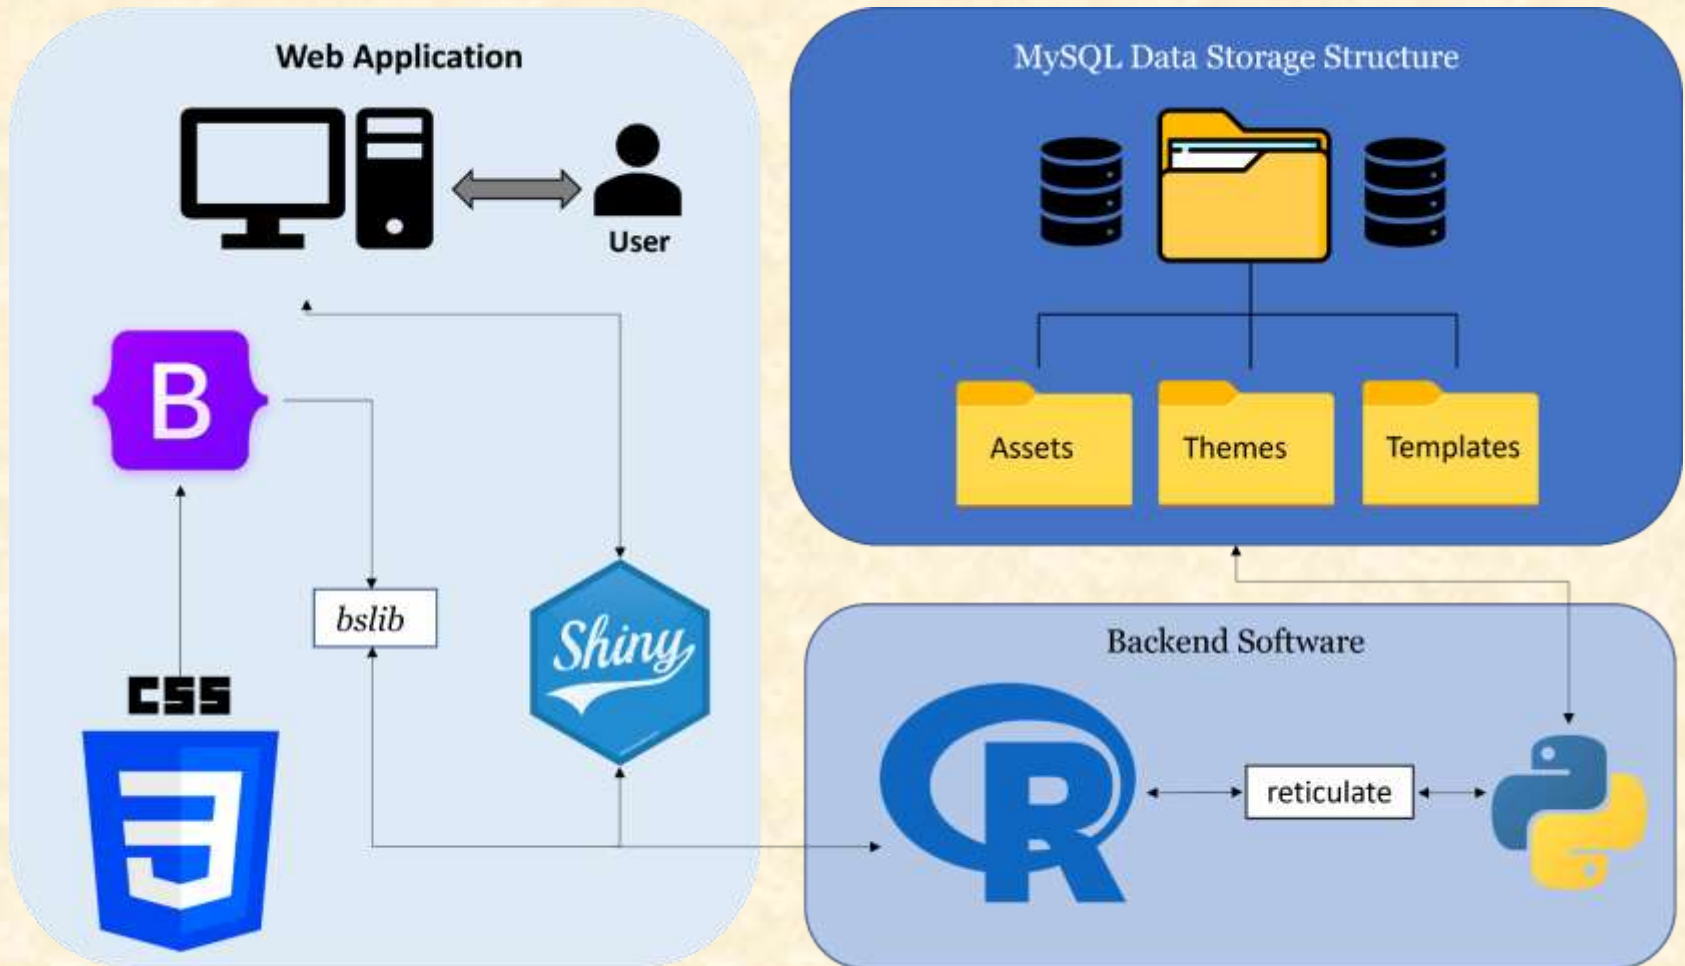 Web Application
User
B
bslib
Shiny
CSS
3
MySQL Data Storage Structure
Assets
Themes
Templates
Backend Software
R
reticulate